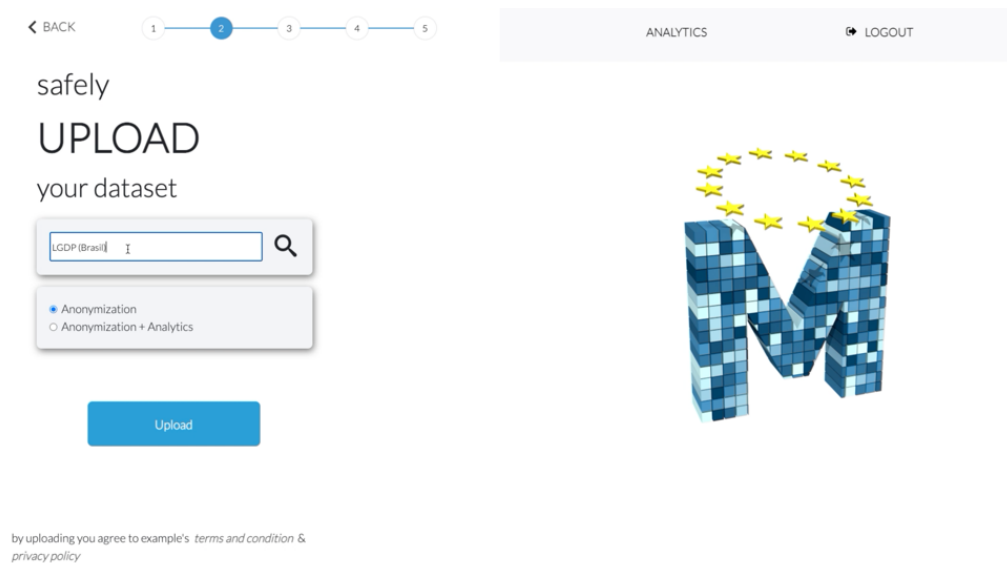 BACK
1 2 3 4 5
ANALYTICS
LOGOUT
safely
UPLOAD
your dataset
LGDP (Brasil)
Anonymization
Anonymization + Analytics
Upload
by uploading you agree to example's terms and condition &
privacy policy